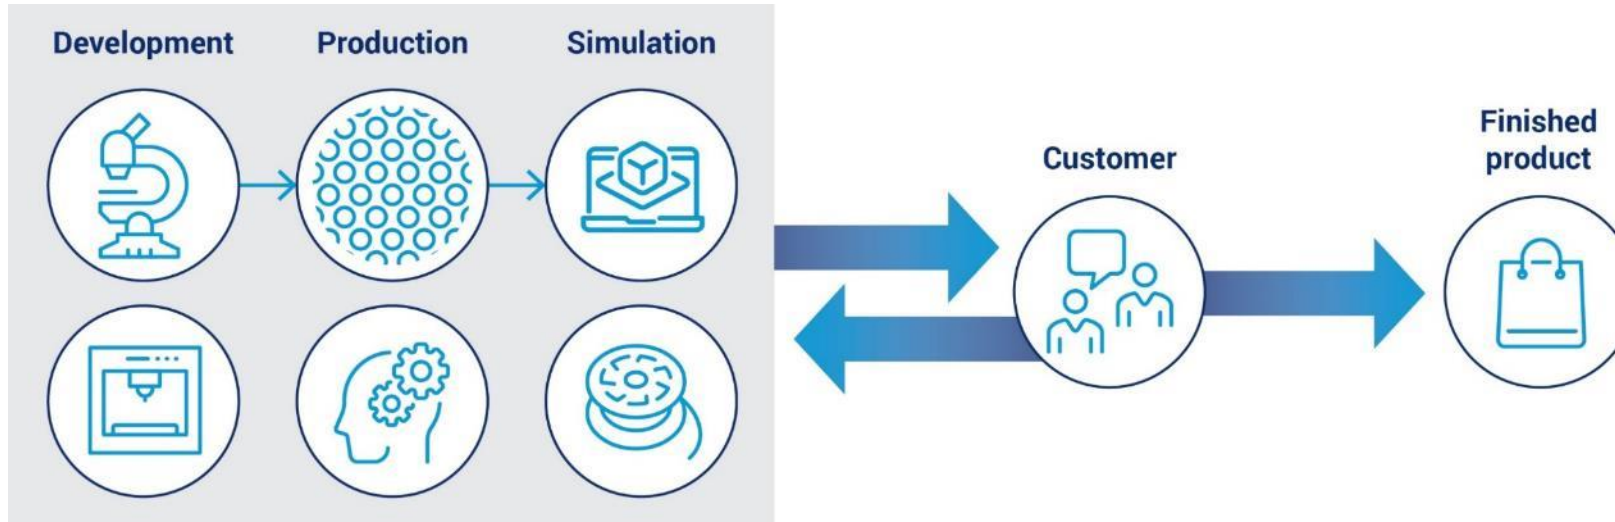 Development
Production
Simulation
Customer
Finished
product